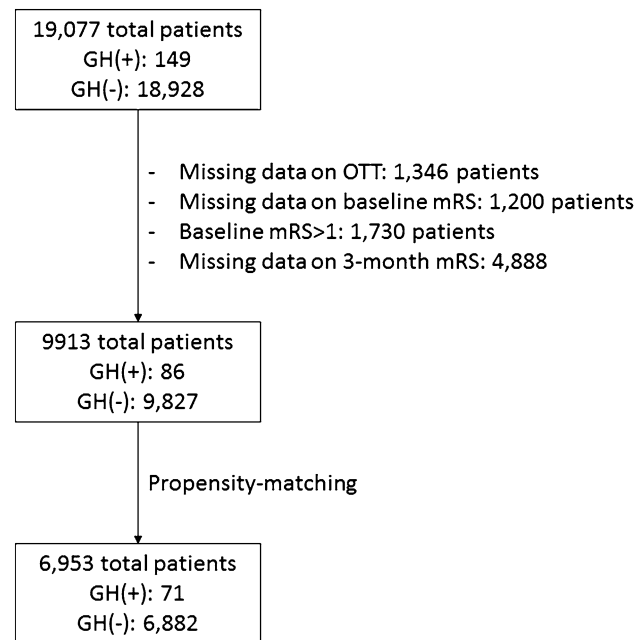 19,077 total patients
GH(+): 149
GH(-): 18,928
- Missing data on OTT: 1,346 patients
- Missing data on baseline mRS: 1,200 patients
- Baseline mRS>1: 1,730 patients
- Missing data on 3-month mRS: 4,888
9913 total patients
GH(+): 86
GH(-): 9,827
Propensity-matching
6,953 total patients
GH(+): 71
GH(-): 6,882